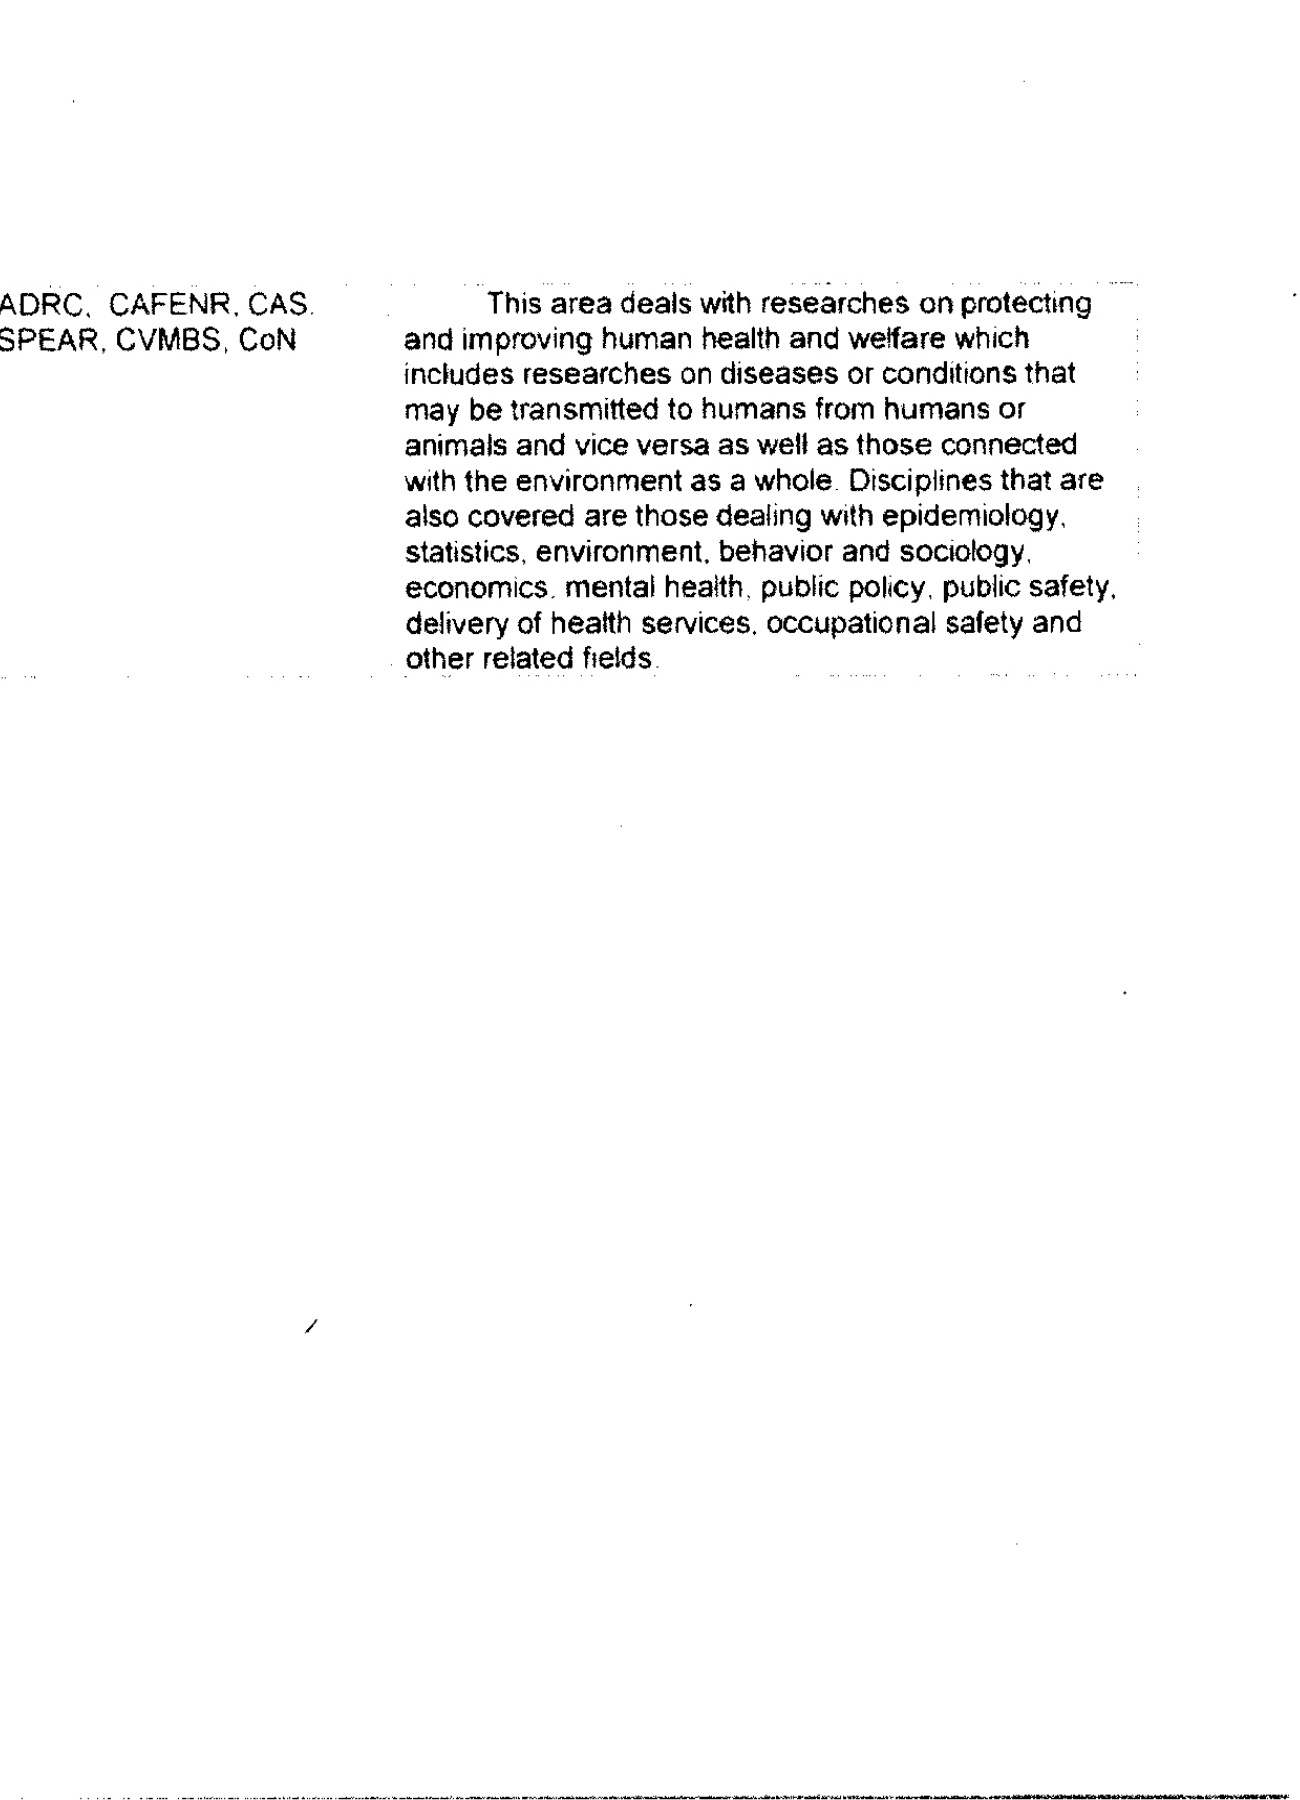 ADRC, CAFENR, CAS,
SPEAR, CVMBS, CoN
This area deals with researches on protecting
and improving human health and welfare which
includes researches on diseases or conditions that
may be transmitted to humans from humans or
animals and vice versa as well as those connected
with the environment as a whole. Disciplines that are
also covered are those dealing with epidemiology,
statistics, environment, behavior and sociology,
economics, mental health, public policy, public safety,
delivery of health services, occupational safety and
other related fields.